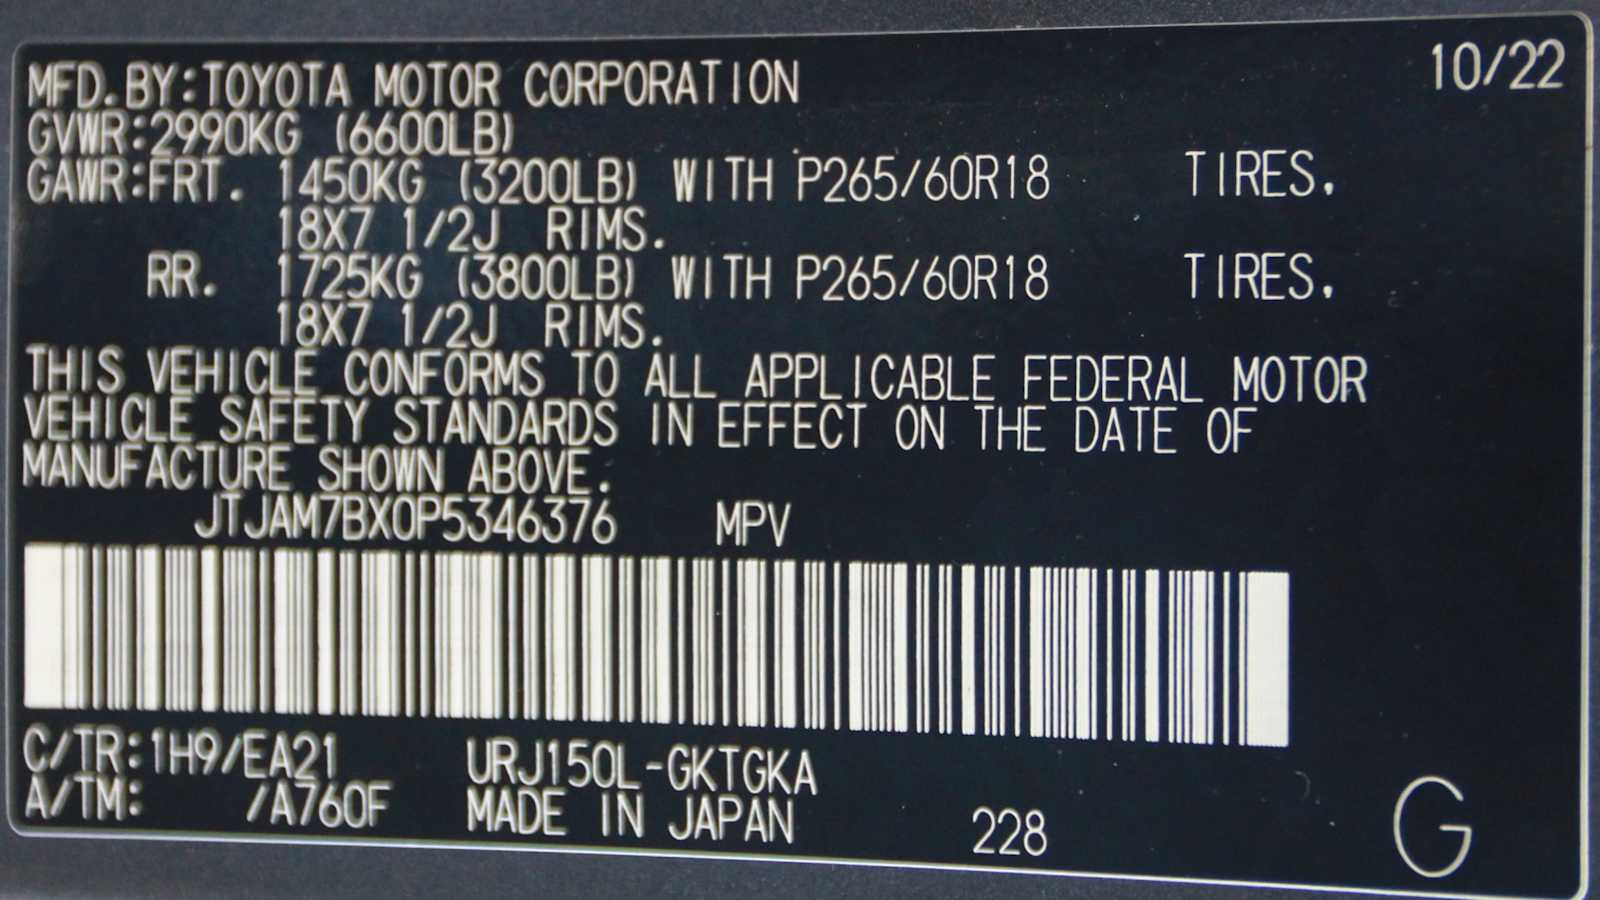 10/22
MFD.BY:TOYOTA MOTOR CORPORATION
GVWR:2990KG (6600LB)
GAWR:FRT. 1450KG (3200LB) WITH P265/60R18 TIRES.
18X7 1/2J RIMS.
RR. 1725KG (3800LB) WITH P265/60R18 TIRES.
18X7 1/2J RIMS.
THIS VEHICLE CONFORMS TO ALL APPLICABLE FEDERAL MOTOR
VEHICLE SAFETY STANDARDS IN EFFECT ON THE DATE OF
MANUFACTURE SHOWN ABOVE.
JTJAM7BX0P5346376 MPV
C/TR:1H9/EA21 URJ150L-GKTGKA
A/TM: /A760F MADE IN JAPAN 228 G